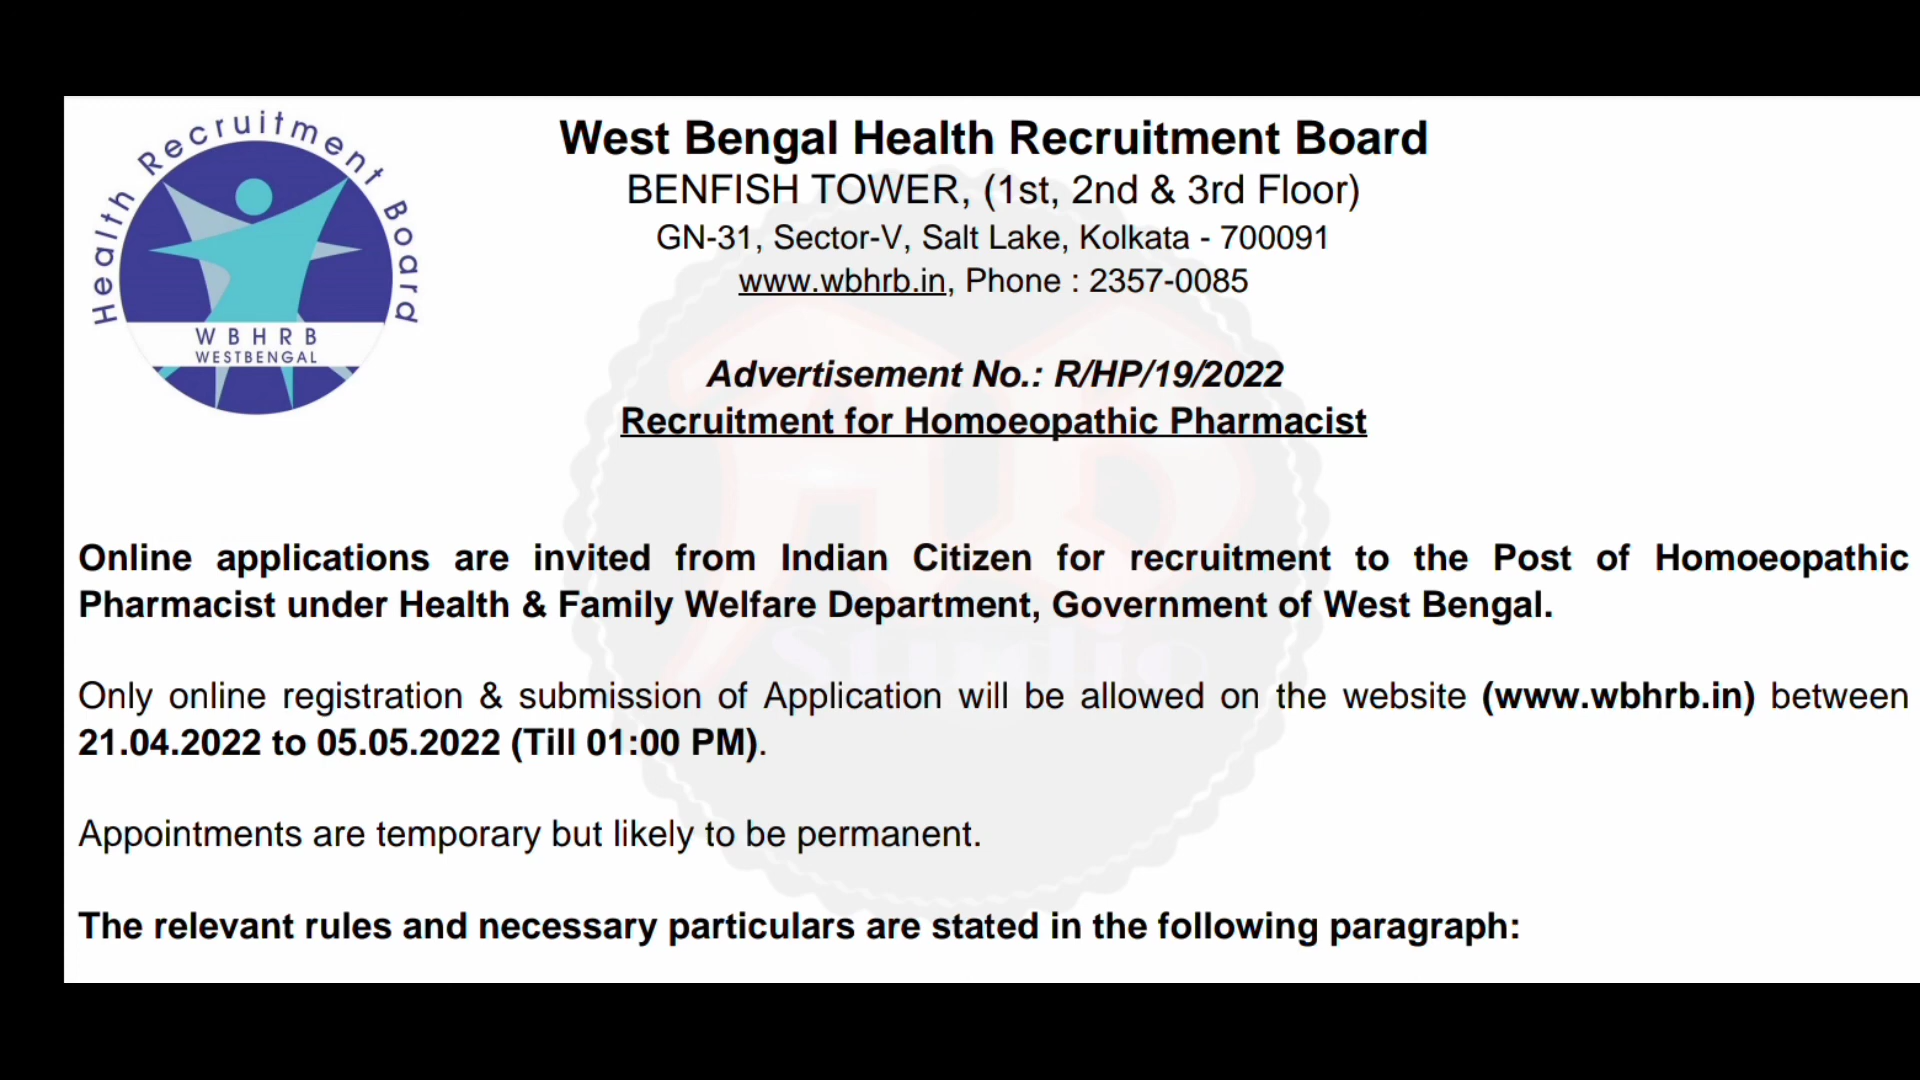 Health Recruitment Board
WBHRB
WESTBENGAL
West Bengal Health Recruitment Board
BENFISH TOWER, (1st, 2nd & 3rd Floor)
GN-31, Sector-V, Salt Lake, Kolkata - 700091
www.wbhrb.in, Phone : 2357-0085
Advertisement No.: R/HP/19/2022
Recruitment for Homoeopathic Pharmacist
Online applications are invited from Indian Citizen for recruitment to the Post of Homoeopathic
Pharmacist under Health & Family Welfare Department, Government of West Bengal.
Only online registration & submission of Application will be allowed on the website (www.wbhrb.in) between
21.04.2022 to 05.05.2022 (Till 01:00 PM).
Appointments are temporary but likely to be permanent.
The relevant rules and necessary particulars are stated in the following paragraph:
AB
Studio